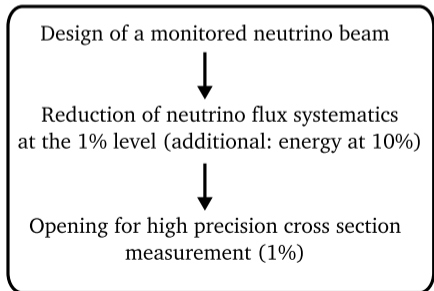 Design of a monitored neutrino beam
Reduction of neutrino flux systematics
at the 1% level (additional: energy at 10%)
Opening for high precision cross section
measurement (1%)